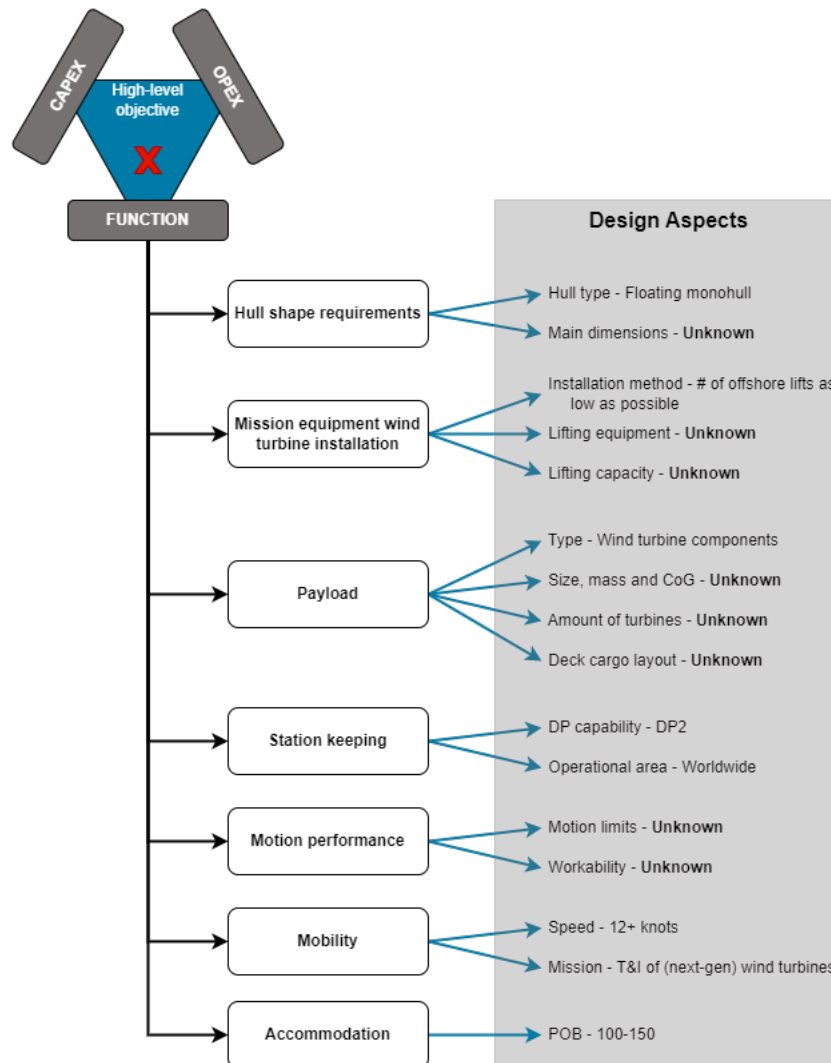 CAPEX
OPEX
High-level
objective
X
FUNCTION
Design Aspects
Hull shape requirements
Hull type - Floating monohull
Main dimensions - Unknown
Mission equipment wind
turbine installation
Installation method - # of offshore lifts as
low as possible
Lifting equipment - Unknown
Lifting capacity - Unknown
Payload
Type - Wind turbine components
Size, mass and CoG - Unknown
Amount of turbines - Unknown
Deck cargo layout - Unknown
Station keeping
DP capability - DP2
Operational area - Worldwide
Motion performance
Motion limits - Unknown
Workability - Unknown
Mobility
Speed - 12+ knots
Mission - T&I of (next-gen) wind turbines
Accommodation
POB - 100-150